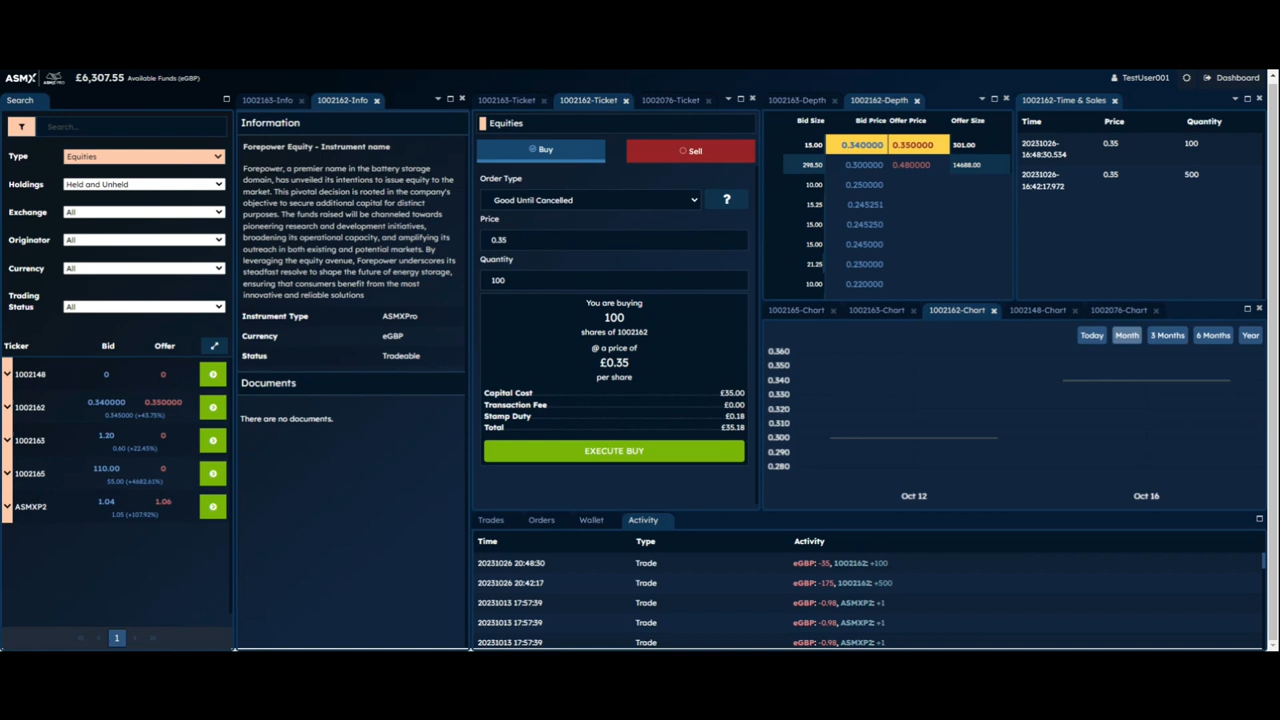 ASMX ASMXPRO £6,307.55 Available Funds (eGBP)
TestUser001 Dashboard
Search
Search...
Type Equities
Holdings Held and Unheld
Exchange All
Originator All
Currency All
Trading
Status All
Ticker Bid Offer
1002148 0 0
1002162 0.340000 0.350000
0.345000 (+43.75%)
1002163 1.20 0
0.60 (+22.45%)
1002165 110.00 0
55.00 (+4682.61%)
ASMXP2 1.04 1.06
1.05 (+107.92%)
« ‹ 1 › »
1002163-Info × 1002162-Info ×
Information
Forepower Equity - Instrument name
Forepower, a premier name in the battery storage
domain, has unveiled its intentions to issue equity to the
market. This pivotal decision is rooted in the company's
objective to secure additional capital for distinct
purposes. The funds raised will be channeled towards
pioneering research and development initiatives,
broadening its operational capacity, and amplifying its
outreach in both existing and potential markets. By
leveraging the equity avenue, Forepower underscores its
steadfast resolve to shape the future of energy storage,
ensuring that consumers benefit from the most
innovative and reliable solutions
Instrument Type ASMXPro
Currency eGBP
Status Tradeable
Documents
There are no documents.
1002163-Ticket × 1002162-Ticket × 1002076-Ticket ×
Equities
Buy Sell
Order Type
Good Until Cancelled ?
Price
0.35
Quantity
100
You are buying
100
shares of 1002162
@ a price of
£0.35
per share
Capital Cost £35.00
Transaction Fee £0.00
Stamp Duty £0.18
Total £35.18
EXECUTE BUY
1002163-Depth × 1002162-Depth ×
Bid Size Bid Price Offer Price Offer Size
15.00 0.340000 0.350000 301.00
298.50 0.300000 0.480000 14688.00
10.00 0.250000
15.25 0.245251
15.00 0.245250
15.00 0.245000
21.25 0.230000
10.00 0.220000
1002162-Time & Sales ×
Time Price Quantity
20231026-
16:48:30.534 0.35 100
20231026-
16:42:17.972 0.35 500
1002165-Chart × 1002163-Chart × 1002162-Chart × 1002148-Chart × 1002076-Chart ×
Today Month 3 Months 6 Months Year
0.360
0.350
0.340
0.330
0.320
0.310
0.300
0.290
0.280
Oct 12 Oct 16
Trades Orders Wallet Activity
Time Type Activity
20231026 20:48:30 Trade eGBP: -35, 1002162: +100
20231026 20:42:17 Trade eGBP: -175, 1002162: +500
20231013 17:57:39 Trade eGBP: -0.98, ASMXP2: +1
20231013 17:57:39 Trade eGBP: -0.98, ASMXP2: +1
20231013 17:57:39 Trade eGBP: -0.98, ASMXP2: +1